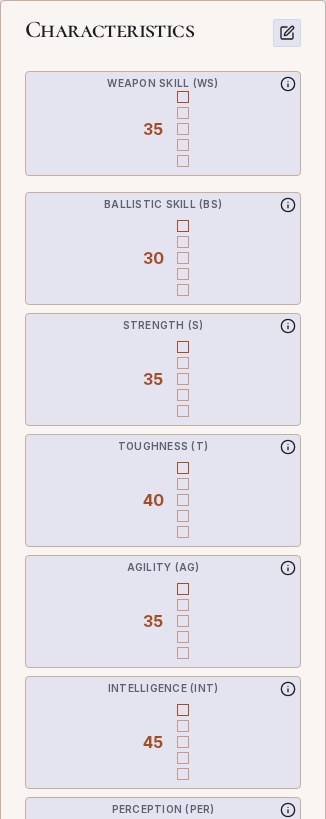 Characteristics
WEAPON SKILL (WS)
35
BALLISTIC SKILL (BS)
30
STRENGTH (S)
35
TOUGHNESS (T)
40
AGILITY (AG)
35
INTELLIGENCE (INT)
45
PERCEPTION (PER)